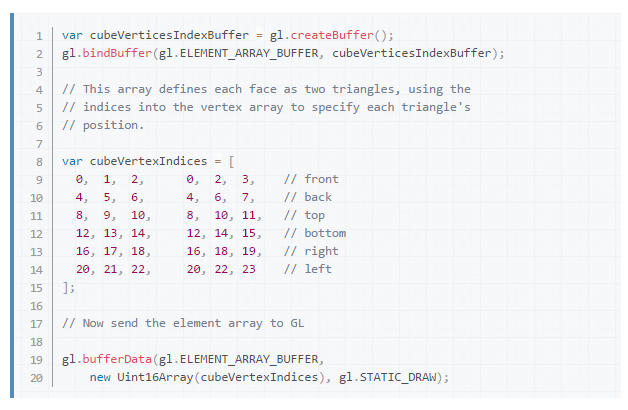 1 var cubeVerticesIndexBuffer = gl.createBuffer();
2 gl.bindBuffer(gl.ELEMENT_ARRAY_BUFFER, cubeVerticesIndexBuffer);
3
4 // This array defines each face as two triangles, using the
5 // indices into the vertex array to specify each triangle's
6 // position.
7
8 var cubeVertexIndices = [
9   0,  1,  2,      0,  2,  3,    // front
10   4,  5,  6,      4,  6,  7,    // back
11   8,  9,  10,     8,  10, 11,   // top
12   12, 13, 14,     12, 14, 15,   // bottom
13   16, 17, 18,     16, 18, 19,   // right
14   20, 21, 22,     20, 22, 23    // left
15 ];
16
17 // Now send the element array to GL
18
19 gl.bufferData(gl.ELEMENT_ARRAY_BUFFER,
20     new Uint16Array(cubeVertexIndices), gl.STATIC_DRAW);